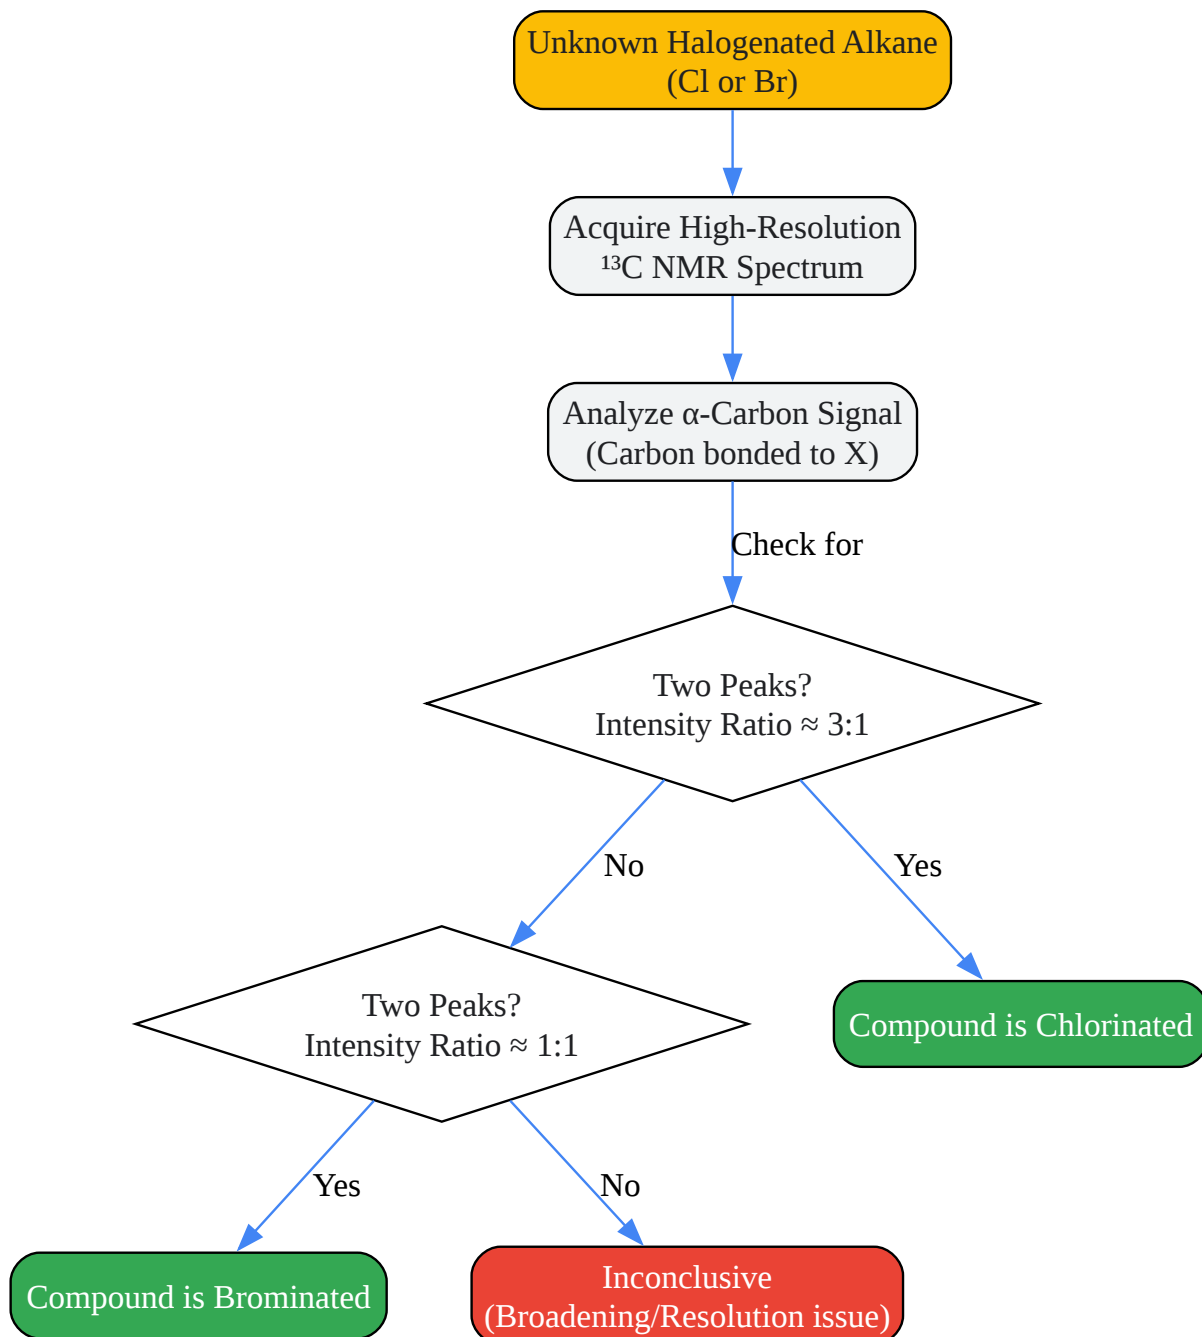 Unknown Halogenated Alkane
(Cl or Br)
Acquire High-Resolution
¹³C NMR Spectrum
Analyze α-Carbon Signal
(Carbon bonded to X)
Check for
Two Peaks?
Intensity Ratio ≈ 3:1
No
Yes
Two Peaks?
Intensity Ratio ≈ 1:1
Compound is Chlorinated
Yes
No
Compound is Brominated
Inconclusive
(Broadening/Resolution issue)